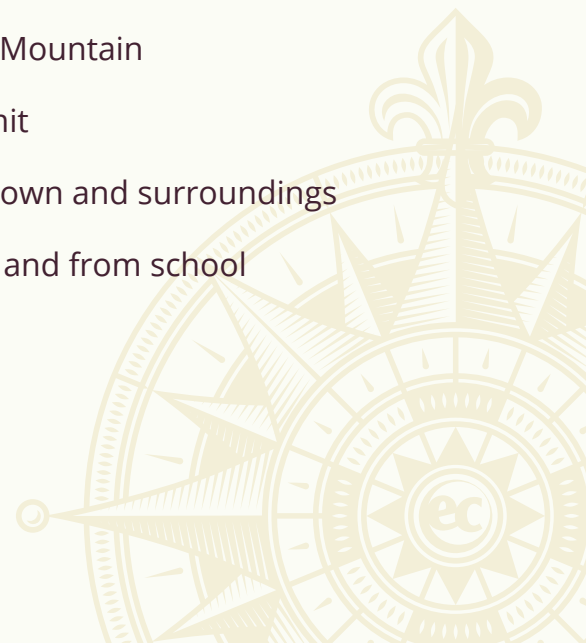 Mountain
nit
own and surroundings
and from school
ec